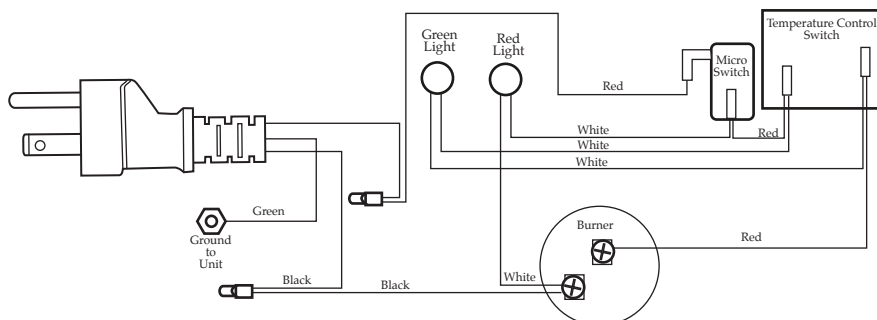 Green
Light
Red
Light
Micro
Switch
Temperature Control
Switch
Red
White
Red
White
White
Green
Ground
to
Unit
Burner
Red
White
Black
Black